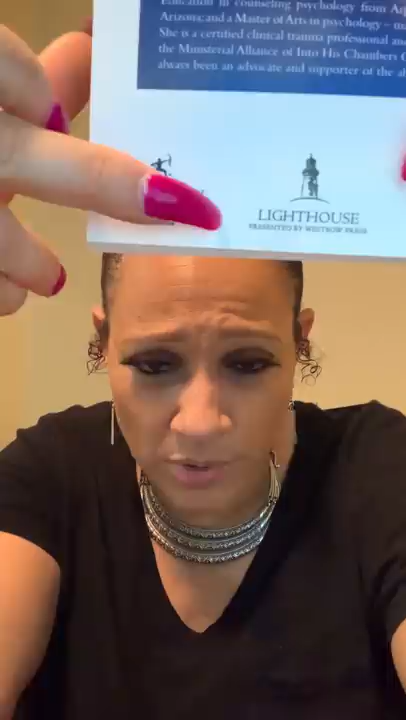 Education in counseling psychology from
Arizona; and a Master of Arts in psychology –
She is a certified clinical trauma professional and
the Ministerial Alliance of Into His Chambers
always been an advocate and supporter of the
LIGHTHOUSE
PRESENTED BY WESTBOW PRESS